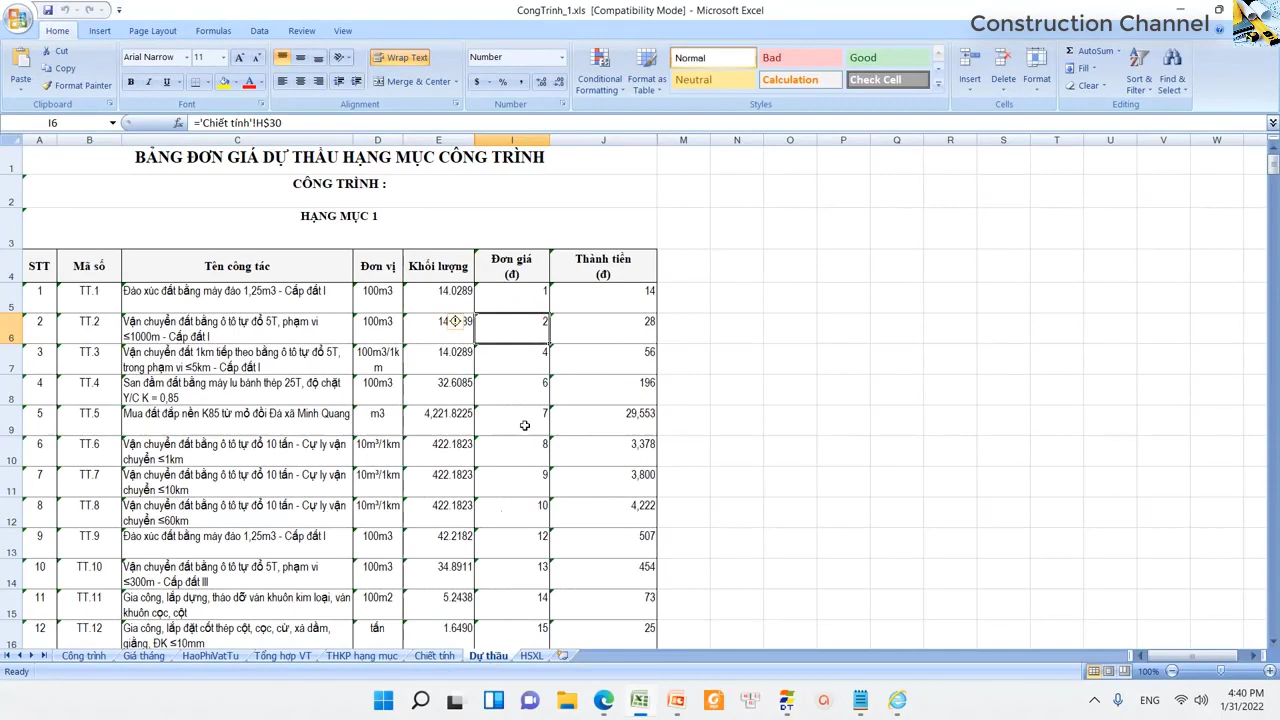 CongTrinh_1.xls [Compatibility Mode] - Microsoft Excel
Construction Channel
Home Insert Page Layout Formulas Data Review View
Paste
Cut
Copy
Format Painter
Clipboard
Arial Narrow 11
B I U
Font
Wrap Text
Merge & Center
Alignment
Number
$ % ,
Number
Conditional Formatting
Format as Table
Normal Bad Good
Neutral Calculation Check Cell
Styles
Insert Delete Format
Cells
AutoSum
Fill
Clear
Sort & Filter
Find & Select
Editing
I6 fx ='Chiết tính'!H$30
A B C D E I J M N O P Q R S T U V W
1 BẢNG ĐƠN GIÁ DỰ THẦU HẠNG MỤC CÔNG TRÌNH
2 CÔNG TRÌNH :
3 HẠNG MỤC 1
4 STT Mã số Tên công tác Đơn vị Khối lượng Đơn giá (đ) Thành tiền (đ)
5 1 TT.1 Đào xúc đất bằng máy đào 1,25m3 - Cấp đất I 100m3 14.0289 1 14
6 2 TT.2 Vận chuyển đất bằng ô tô tự đổ 5T, phạm vi ≤1000m - Cấp đất I 100m3 2 28
7 3 TT.3 Vận chuyển đất 1km tiếp theo bằng ô tô tự đổ 5T, trong phạm vi ≤5km - Cấp đất I 100m3/1km 14.0289 4 56
8 4 TT.4 San đầm đất bằng máy lu bánh thép 25T, độ chặt Y/C K = 0,85 100m3 32.6085 6 196
9 5 TT.5 Mua đất đắp nền K85 từ mỏ đồi Đá xã Minh Quang m3 4,221.8225 7 29,553
10 6 TT.6 Vận chuyển đất bằng ô tô tự đổ 10 tấn - Cự ly vận chuyển ≤1km 10m³/1km 422.1823 8 3,378
11 7 TT.7 Vận chuyển đất bằng ô tô tự đổ 10 tấn - Cự ly vận chuyển ≤10km 10m³/1km 422.1823 9 3,800
12 8 TT.8 Vận chuyển đất bằng ô tô tự đổ 10 tấn - Cự ly vận chuyển ≤60km 10m³/1km 422.1823 10 4,222
13 9 TT.9 Đào xúc đất bằng máy đào 1,25m3 - Cấp đất I 100m3 42.2182 12 507
14 10 TT.10 Vận chuyển đất bằng ô tô tự đổ 5T, phạm vi ≤300m - Cấp đất III 100m3 34.8911 13 454
15 11 TT.11 Gia công, lắp dựng, tháo dỡ ván khuôn kim loại, ván khuôn cọc, cột 100m2 5.2438 14 73
16 12 TT.12 Gia công, lắp đặt cốt thép cột, cọc, cừ, xà dầm, giằng, ĐK ≤10mm tấn 1.6490 15 25
Công trình Giá tháng HaoPhiVatTu Tổng hợp VT THKP hạng mục Chiết tính Dự thầu HSXL
Ready 100%
ENG 4:40 PM
1/31/2022